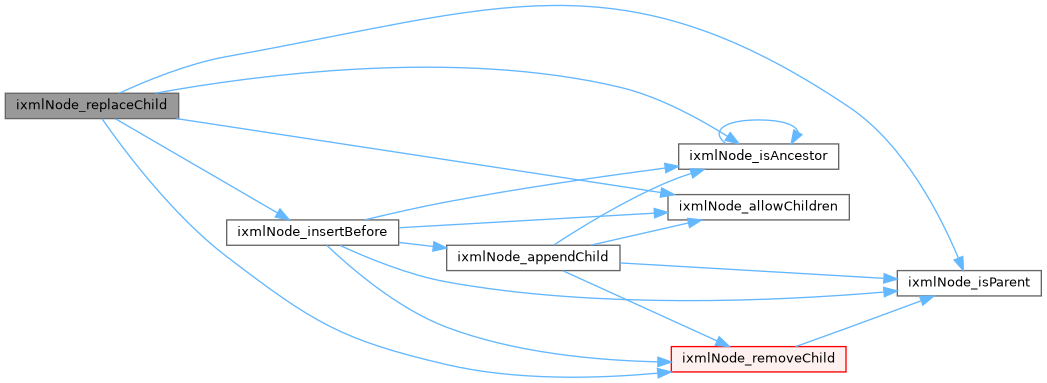 ixmlNode_replaceChild
ixmlNode_isAncestor
ixmlNode_allowChildren
ixmlNode_insertBefore
ixmlNode_appendChild
ixmlNode_isParent
ixmlNode_removeChild